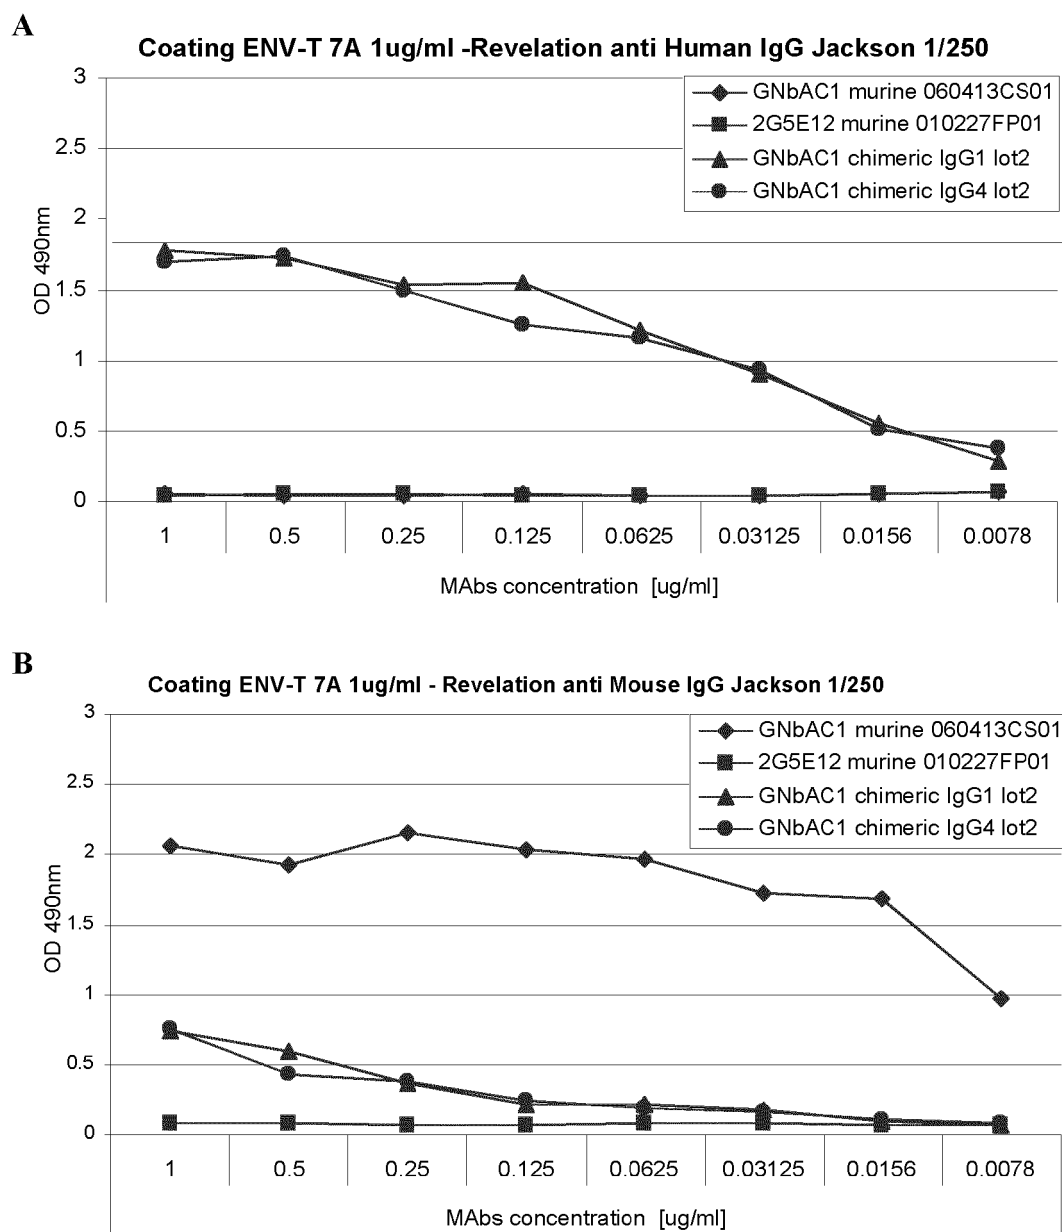 A
Coating ENV-T 7A 1ug/ml -Revelation anti Human IgG Jackson 1/250
3
2.5
2
1.5
1
0.5
0
OD 490nm
GNbAC1 murine 060413CS01
2G5E12 murine 010227FP01
GNbAC1 chimeric IgG1 lot2
GNbAC1 chimeric IgG4 lot2
1 0.5 0.25 0.125 0.0625 0.03125 0.0156 0.0078
MAbs concentration [ug/ml]
B
Coating ENV-T 7A 1ug/ml - Revelation anti Mouse IgG Jackson 1/250
3
2.5
2
1.5
1
0.5
0
OD 490nm
GNbAC1 murine 060413CS01
2G5E12 murine 010227FP01
GNbAC1 chimeric IgG1 lot2
GNbAC1 chimeric IgG4 lot2
1 0.5 0.25 0.125 0.0625 0.03125 0.0156 0.0078
MAbs concentration [ug/ml]